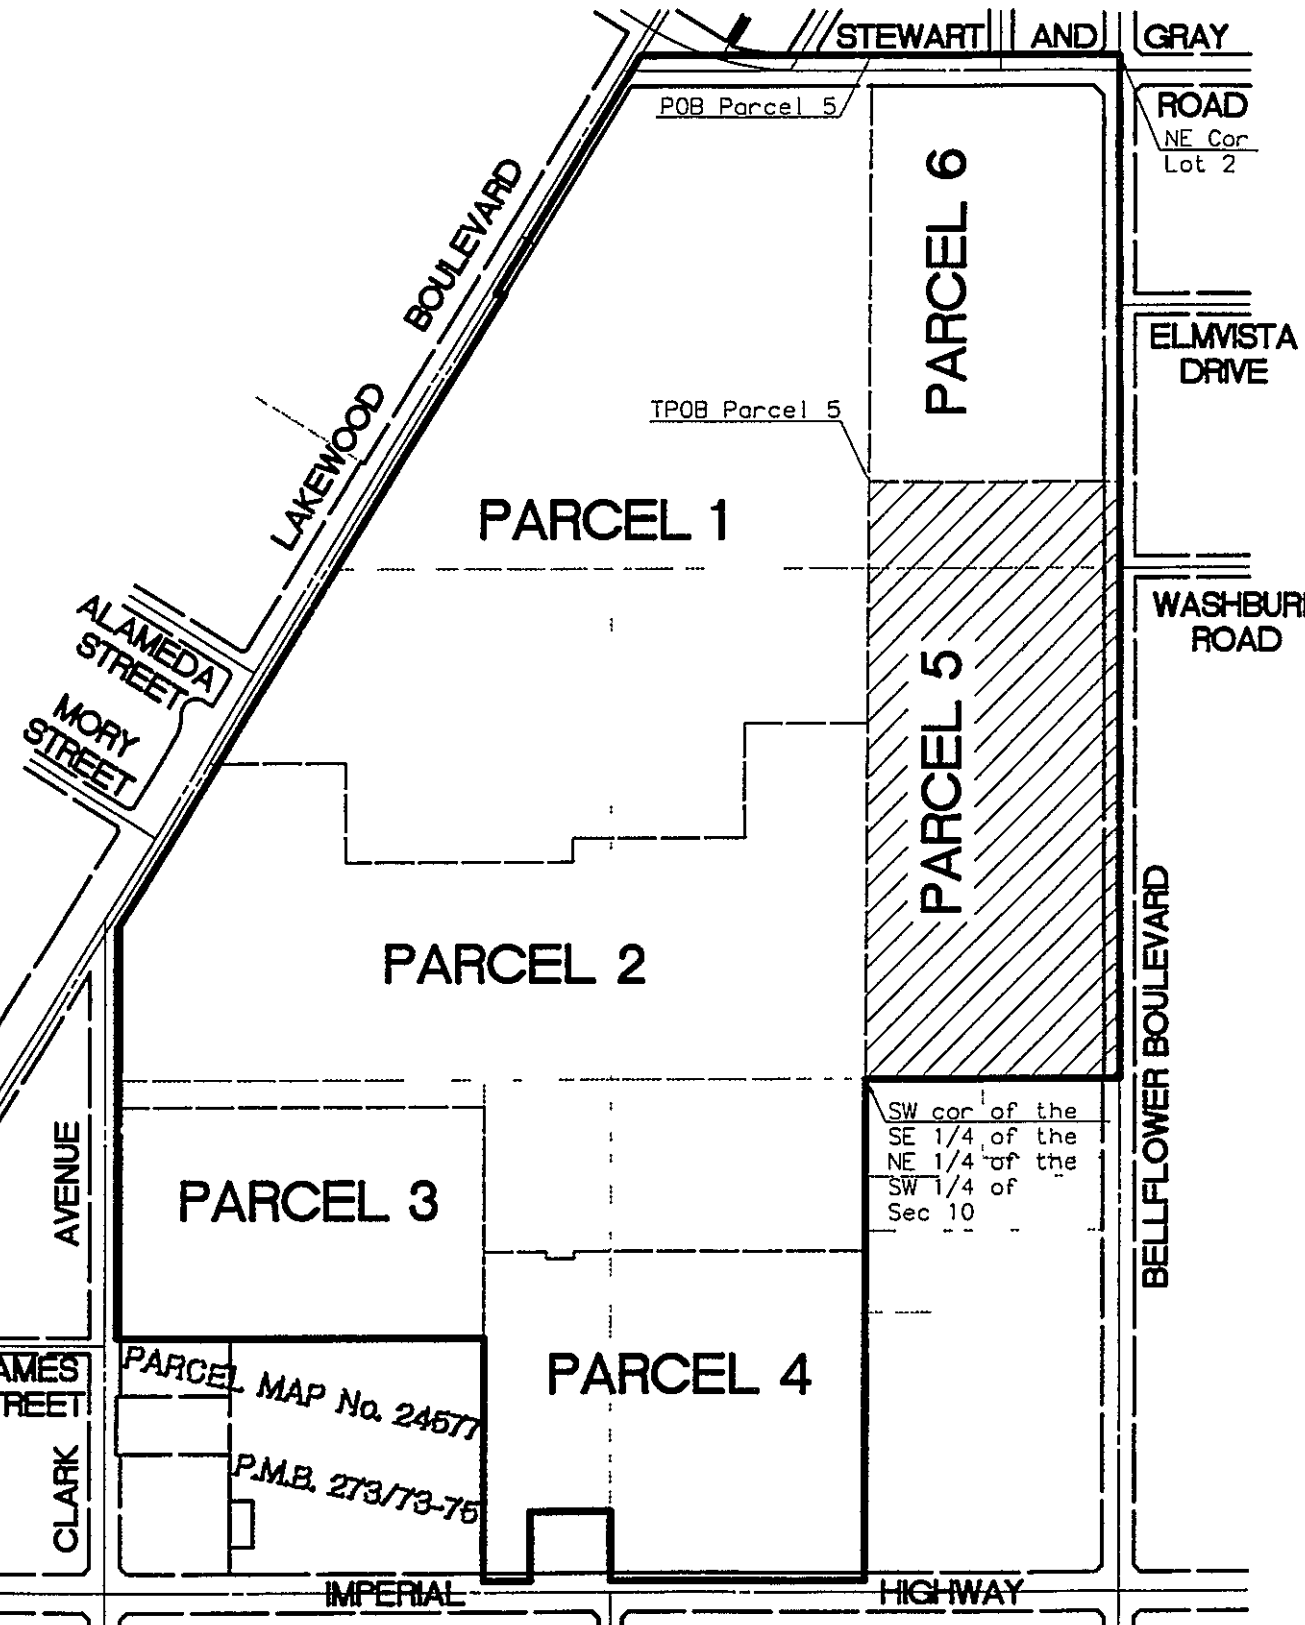 STEWART AND GRAY
ROAD
POB Parcel 5
NE Cor
Lot 2
PARCEL 6
LAKEWOOD BOULEVARD
ELMVISTA
DRIVE
TPOB Parcel 5
PARCEL 1
WASHBUR
ROAD
ALAMEDA
STREET
MORY
STREET
PARCEL 5
PARCEL 2
BELLFLOWER BOULEVARD
SW cor of the
SE 1/4 of the
NE 1/4 of the
SW 1/4 of
Sec 10
PARCEL 3
CLARK AVENUE
AMES
REET
PARCEL MAP No. 24577
P.M.B. 273/73-75
PARCEL 4
IMPERIAL HIGHWAY